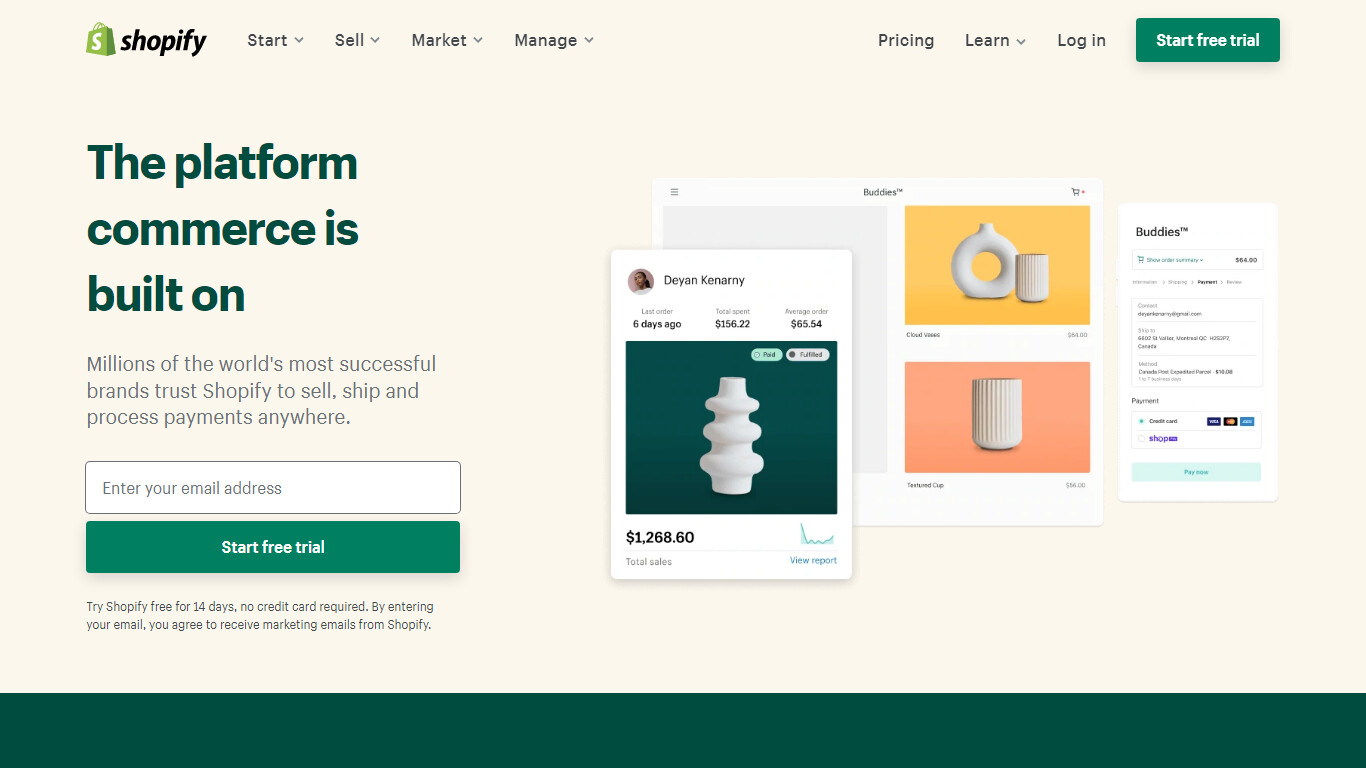 shopify
Start
Sell
Market
Manage
Pricing
Learn
Log in
Start free trial
The platform
commerce is
built on
Millions of the world's most successful
brands trust Shopify to sell, ship and
process payments anywhere.
Enter your email address
Start free trial
Try Shopify free for 14 days, no credit card required. By entering
your email, you agree to receive marketing emails from Shopify.
Buddies™
Deyan Kenarny
Last order Total spent Average order
6 days ago $156.22 $65.54
Paid Fulfilled
$1,268.60
Total sales View report
Cloud Vases $64.00
Textured Cup $86.00
Buddies™
Show order summary $64.00
Information Shipping Payment Review
Contact
deyankenarny@gmail.com
Ship to
6802 St Valier, Montreal QC
Canada
Method
Canada Post Expedited Parcel · $10.08
1 to 7 business days
Payment
Credit card VISA
shop Pay
Pay now